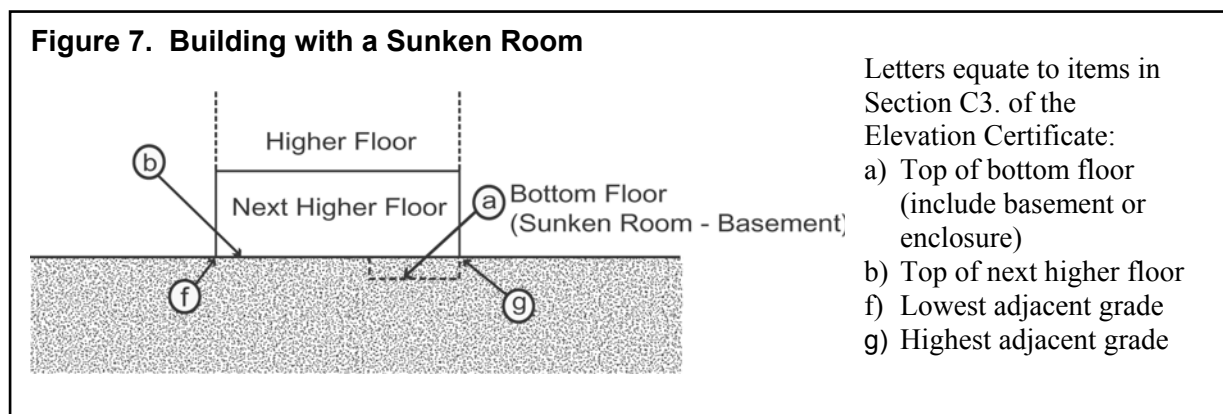 Figure 7. Building with a Sunken Room
Higher Floor
b
Next Higher Floor
a
Bottom Floor
(Sunken Room - Basement)
f
g
Letters equate to items in
Section C3. of the
Elevation Certificate:
a) Top of bottom floor
(include basement or
enclosure)
b) Top of next higher floor
f) Lowest adjacent grade
g) Highest adjacent grade